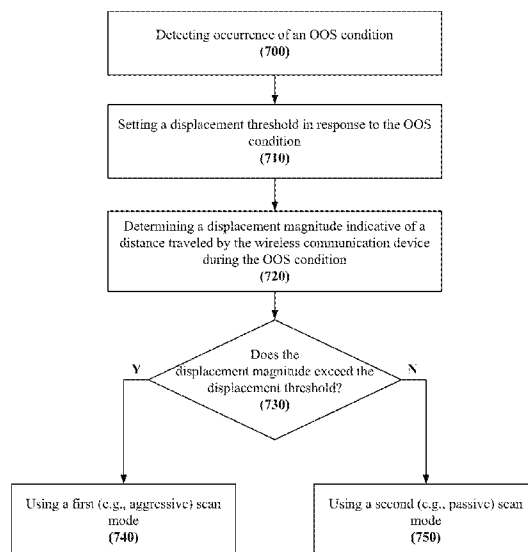 Detecting occurrence of an OOS condition
(700)
Setting a displacement threshold in response to the OOS
condition
(710)
Determining a displacement magnitude indicative of a
distance traveled by the wireless communication device
during the OOS condition
(720)
Does the
displacement magnitude exceed the
displacement threshold?
(730)
Y
N
Using a first (e.g., aggressive) scan
mode
(740)
Using a second (e.g., passive) scan
mode
(750)